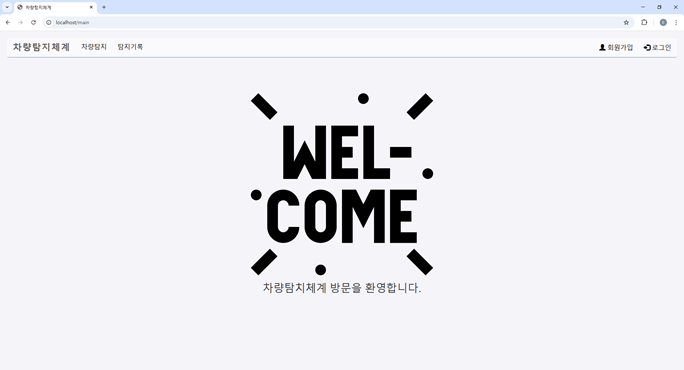 차량탐지체계
localhost/main
차량탐지체계 차량탐지 탐지기록 회원가입 로그인
WEL-
COME
차량탐치체계 방문을 환영합니다.